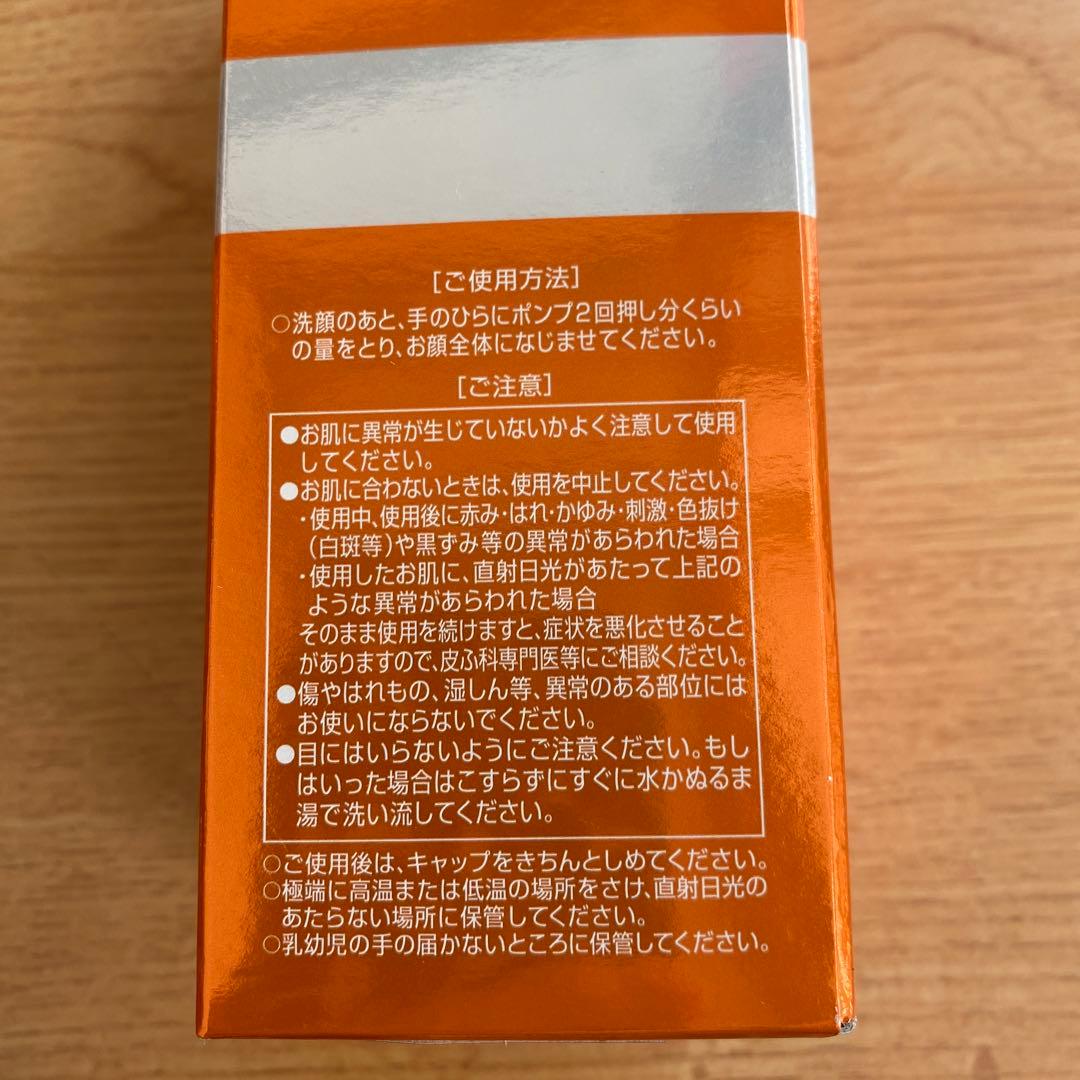 [ご使用方法]
○洗顔のあと、手のひらにポンプ2回押し分くらい
の量をとり、お顔全体になじませてください。
[ご注意]
●お肌に異常が生じていないかよく注意して使用
してください。
●お肌に合わないときは、使用を中止してください。
・使用中、使用後に赤み・はれ・かゆみ・刺激・色抜け
(白斑等)や黒ずみ等の異常があらわれた場合
・使用したお肌に、直射日光があたって上記の
ような異常があらわれた場合
そのまま使用を続けますと、症状を悪化させること
がありますので、皮ふ科専門医等にご相談ください。
●傷やはれもの、湿しん等、異常のある部位には
お使いにならないでください。
●目にはいらないようにご注意ください。もし
はいった場合はこすらずにすぐに水かぬるま
湯で洗い流してください。
○ご使用後は、キャップをきちんとしめてください。
○極端に高温または低温の場所をさけ、直射日光の
あたらない場所に保管してください。
○乳幼児の手の届かないところに保管してください。